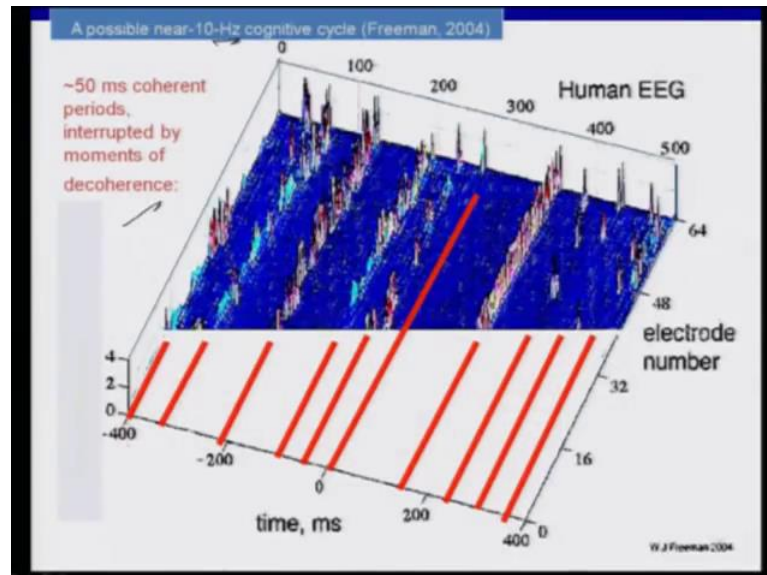 A possible near-10-Hz cognitive cycle (Freeman, 2004)
~50 ms coherent
periods,
interrupted by
moments of
decoherence:
Human EEG
0
100
200
300
400
500
64
48
32
16
0
electrode
number
4
2
0
-400
-200
0
200
400
time, ms
W J Freeman 2004